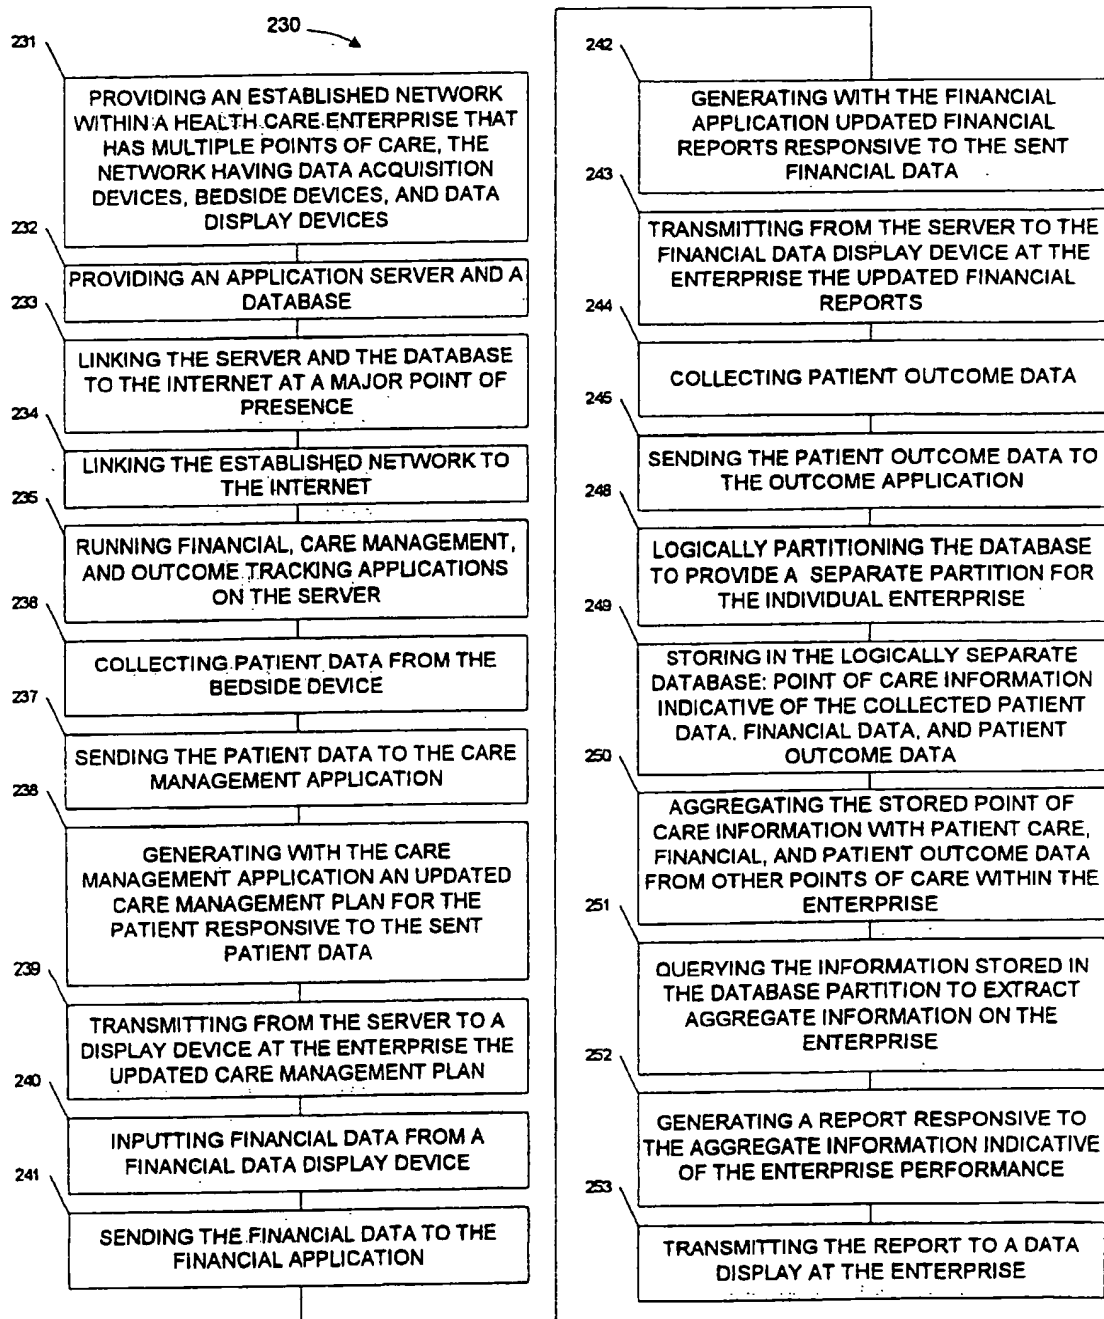 230
231
PROVIDING AN ESTABLISHED NETWORK
WITHIN A HEALTH CARE ENTERPRISE THAT
HAS MULTIPLE POINTS OF CARE, THE
NETWORK HAVING DATA ACQUISITION
DEVICES, BEDSIDE DEVICES, AND DATA
DISPLAY DEVICES
232
PROVIDING AN APPLICATION SERVER AND A
DATABASE
233
LINKING THE SERVER AND THE DATABASE
TO THE INTERNET AT A MAJOR POINT OF
PRESENCE
234
LINKING THE ESTABLISHED NETWORK TO
THE INTERNET
235
RUNNING FINANCIAL, CARE MANAGEMENT,
AND OUTCOME TRACKING APPLICATIONS
ON THE SERVER
236
COLLECTING PATIENT DATA FROM THE
BEDSIDE DEVICE
237
SENDING THE PATIENT DATA TO THE CARE
MANAGEMENT APPLICATION
238
GENERATING WITH THE CARE
MANAGEMENT APPLICATION AN UPDATED
CARE MANAGEMENT PLAN FOR THE
PATIENT RESPONSIVE TO THE SENT
PATIENT DATA
239
TRANSMITTING FROM THE SERVER TO A
DISPLAY DEVICE AT THE ENTERPRISE THE
UPDATED CARE MANAGEMENT PLAN
240
INPUTTING FINANCIAL DATA FROM A
FINANCIAL DATA DISPLAY DEVICE
241
SENDING THE FINANCIAL DATA TO THE
FINANCIAL APPLICATION
242
GENERATING WITH THE FINANCIAL
APPLICATION UPDATED FINANCIAL
REPORTS RESPONSIVE TO THE SENT
FINANCIAL DATA
243
TRANSMITTING FROM THE SERVER TO THE
FINANCIAL DATA DISPLAY DEVICE AT THE
ENTERPRISE THE UPDATED FINANCIAL
REPORTS
244
COLLECTING PATIENT OUTCOME DATA
245
SENDING THE PATIENT OUTCOME DATA TO
THE OUTCOME APPLICATION
248
LOGICALLY PARTITIONING THE DATABASE
TO PROVIDE A SEPARATE PARTITION FOR
THE INDIVIDUAL ENTERPRISE
249
STORING IN THE LOGICALLY SEPARATE
DATABASE: POINT OF CARE INFORMATION
INDICATIVE OF THE COLLECTED PATIENT
DATA. FINANCIAL DATA, AND PATIENT
OUTCOME DATA
250
AGGREGATING THE STORED POINT OF
CARE INFORMATION WITH PATIENT CARE,
FINANCIAL, AND PATIENT OUTCOME DATA
FROM OTHER POINTS OF CARE WITHIN THE
ENTERPRISE
251
QUERYING THE INFORMATION STORED IN
THE DATABASE PARTITION TO EXTRACT
AGGREGATE INFORMATION ON THE
ENTERPRISE
252
GENERATING A REPORT RESPONSIVE TO
THE AGGREGATE INFORMATION INDICATIVE
OF THE ENTERPRISE PERFORMANCE
253
TRANSMITTING THE REPORT TO A DATA
DISPLAY AT THE ENTERPRISE